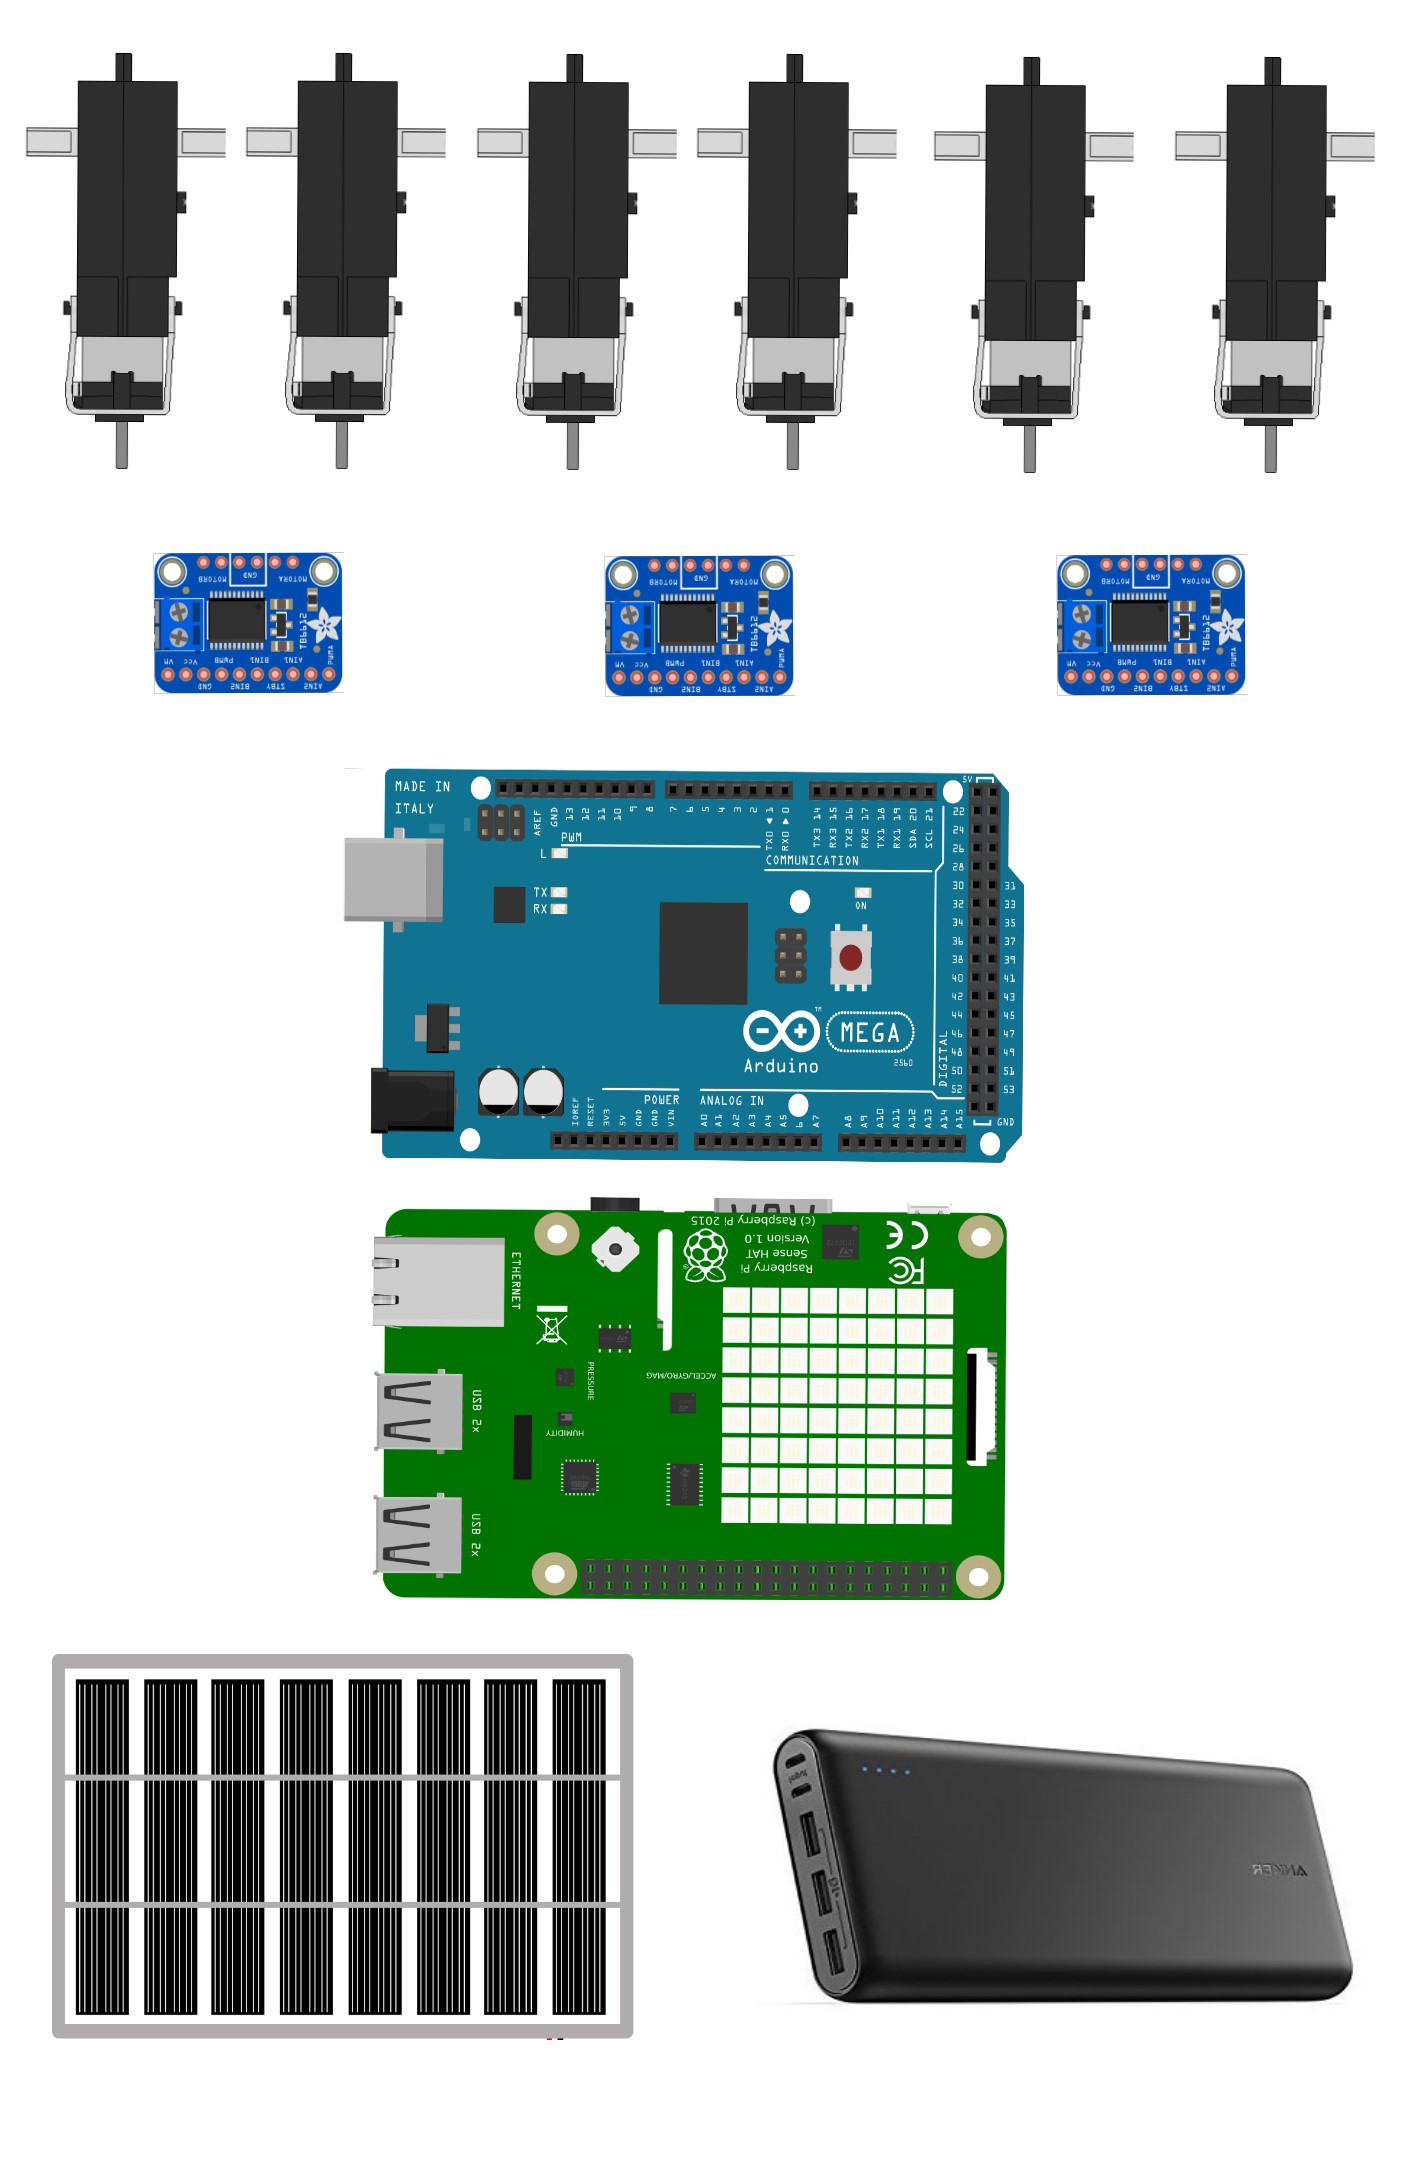 MOTORB
GND
MOTORA
TB6612
VM
Vcc
PWMB
BIN1
AIN1
PWMA
GND
BIN2
STBY
AIN2
MOTORB
GND
MOTORA
TB6612
VM
Vcc
PWMB
BIN1
AIN1
PWMA
GND
BIN2
STBY
AIN2
MOTORB
GND
MOTORA
TB6612
VM
Vcc
PWMB
BIN1
AIN1
PWMA
GND
BIN2
STBY
AIN2
MADE IN
ITALY
AREF
GND
13
12
11
10
9
8
7
6
5
4
3
2
TX0 ◀ 1
RX0 ▶ 0
TX3 14
RX3 15
TX2 16
RX2 17
TX1 18
RX1 19
SDA 20
SCL 21
5V
PWM
COMMUNICATION
L
TX
RX
ON
22
24
26
28
30 31
32 33
34 35
36 37
38 39
40 41
42 43
44 45
46 47
48 49
50 51
52 53
GND
DIGITAL
TM
MEGA
2560
Arduino
POWER
ANALOG IN
IOREF
RESET
3V3
5V
GND
GND
VIN
A0
A1
A2
A3
A4
A5
6
A7
A8
A9
A10
A11
A12
A13
A14
A15
(c) Raspberry Pi 2015
Version 1.0
Sense HAT
Raspberry Pi
CE
FC
ETHERNET
PRESSURE
ACCEL/GYRO/MAG
HUMIDITY
USB 2x
USB 2x
Input
IQ
ANKER